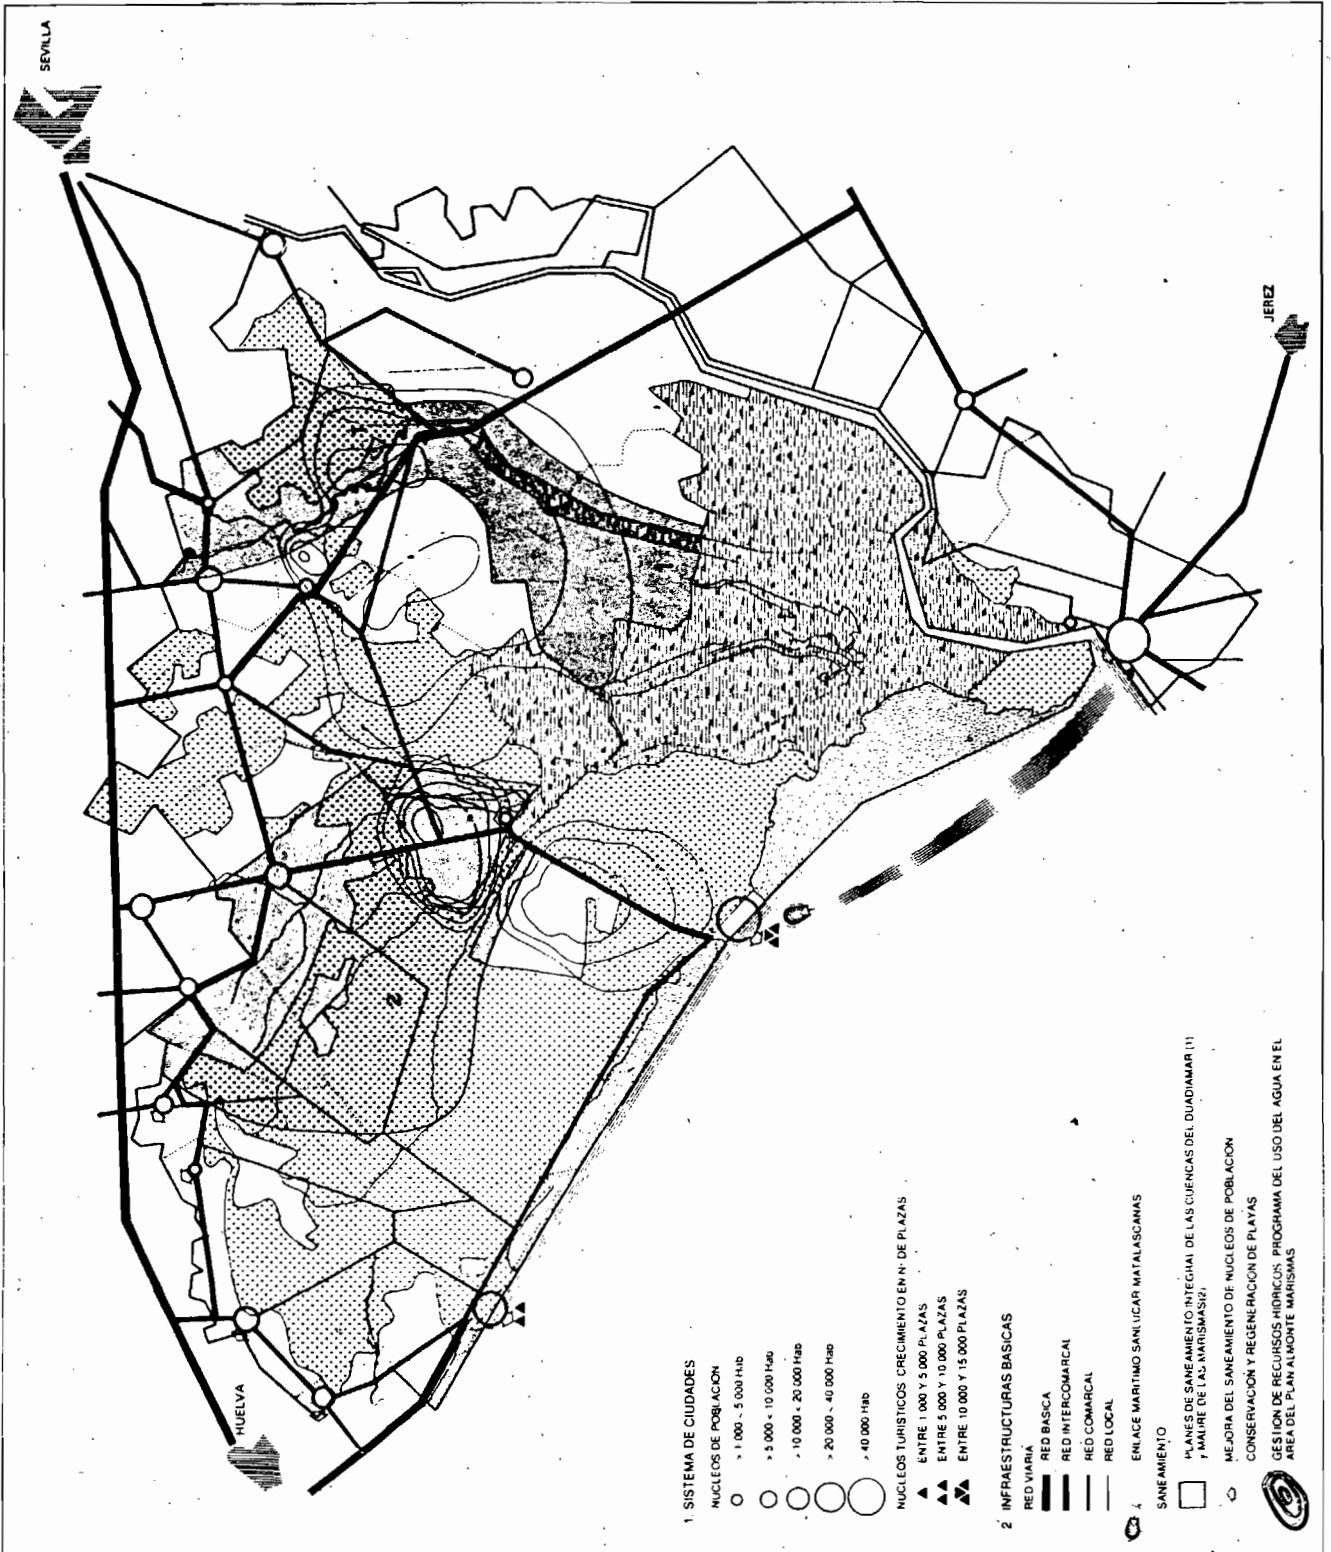 SEVILLA
HUELVA
JEREZ
1
2
1. SISTEMA DE CIUDADES
NUCLEOS DE POBLACION
> 1 000 < 5 000 Hab
> 5 000 < 10 000 Hab
> 10 000 < 20 000 Hab
> 20 000 < 40 000 Hab
> 40 000 Hab
NUCLEOS TURISTICOS CRECIMIENTO EN Nº DE PLAZAS
ENTRE 1 000 Y 5 000 PLAZAS
ENTRE 5 000 Y 10 000 PLAZAS
ENTRE 10 000 Y 15 000 PLAZAS
2 INFRAESTRUCTURAS BASICAS
RED VIARIA
RED BASICA
RED INTERCOMARCAL
RED COMARCAL
RED LOCAL
ENLACE MARITIMO SANLUCAR MATALASCANAS
SANEAMIENTO
PLANES DE SANEAMIENTO INTEGRAL DE LAS CUENCAS DEL DUADIAMAR (1)
Y MADRE DE LAS MARISMAS(2)
MEJORA DEL SANEAMIENTO DE NUCLEOS DE POBLACION
CONSERVACION Y REGENERACION DE PLAYAS
GESTION DE RECURSOS HIDRICOS PROGRAMA DEL USO DEL AGUA EN EL
AREA DEL PLAN ALMONTE MARISMAS